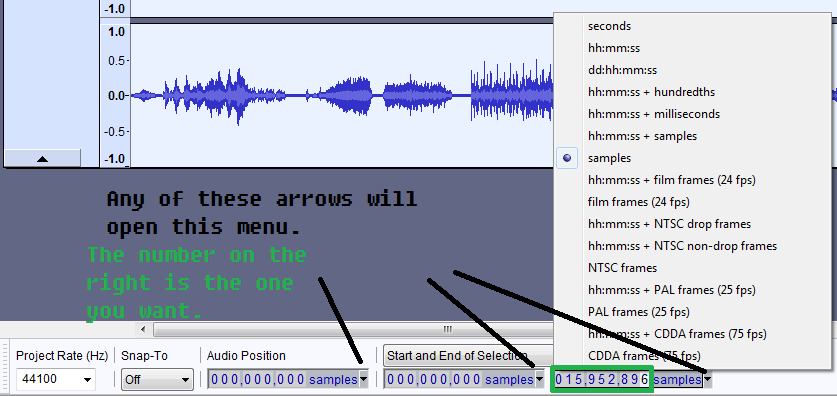 -1.0
1.0
0.5
0.0
-0.5
-1.0
seconds
hh:mm:ss
dd:hh:mm:ss
hh:mm:ss + hundredths
hh:mm:ss + milliseconds
hh:mm:ss + samples
samples
hh:mm:ss + film frames (24 fps)
film frames (24 fps)
hh:mm:ss + NTSC drop frames
hh:mm:ss + NTSC non-drop frames
NTSC frames
hh:mm:ss + PAL frames (25 fps)
PAL frames (25 fps)
hh:mm:ss + CDDA frames (75 fps)
CDDA frames (75 fps)
Any of these arrows will
open this menu.
The number on the
right is the one
you want.
Project Rate (Hz) Snap-To Audio Position Start and End of Selection
44100 Off 000,000,000 samples 000,000,000 samples 015,952,896 samples